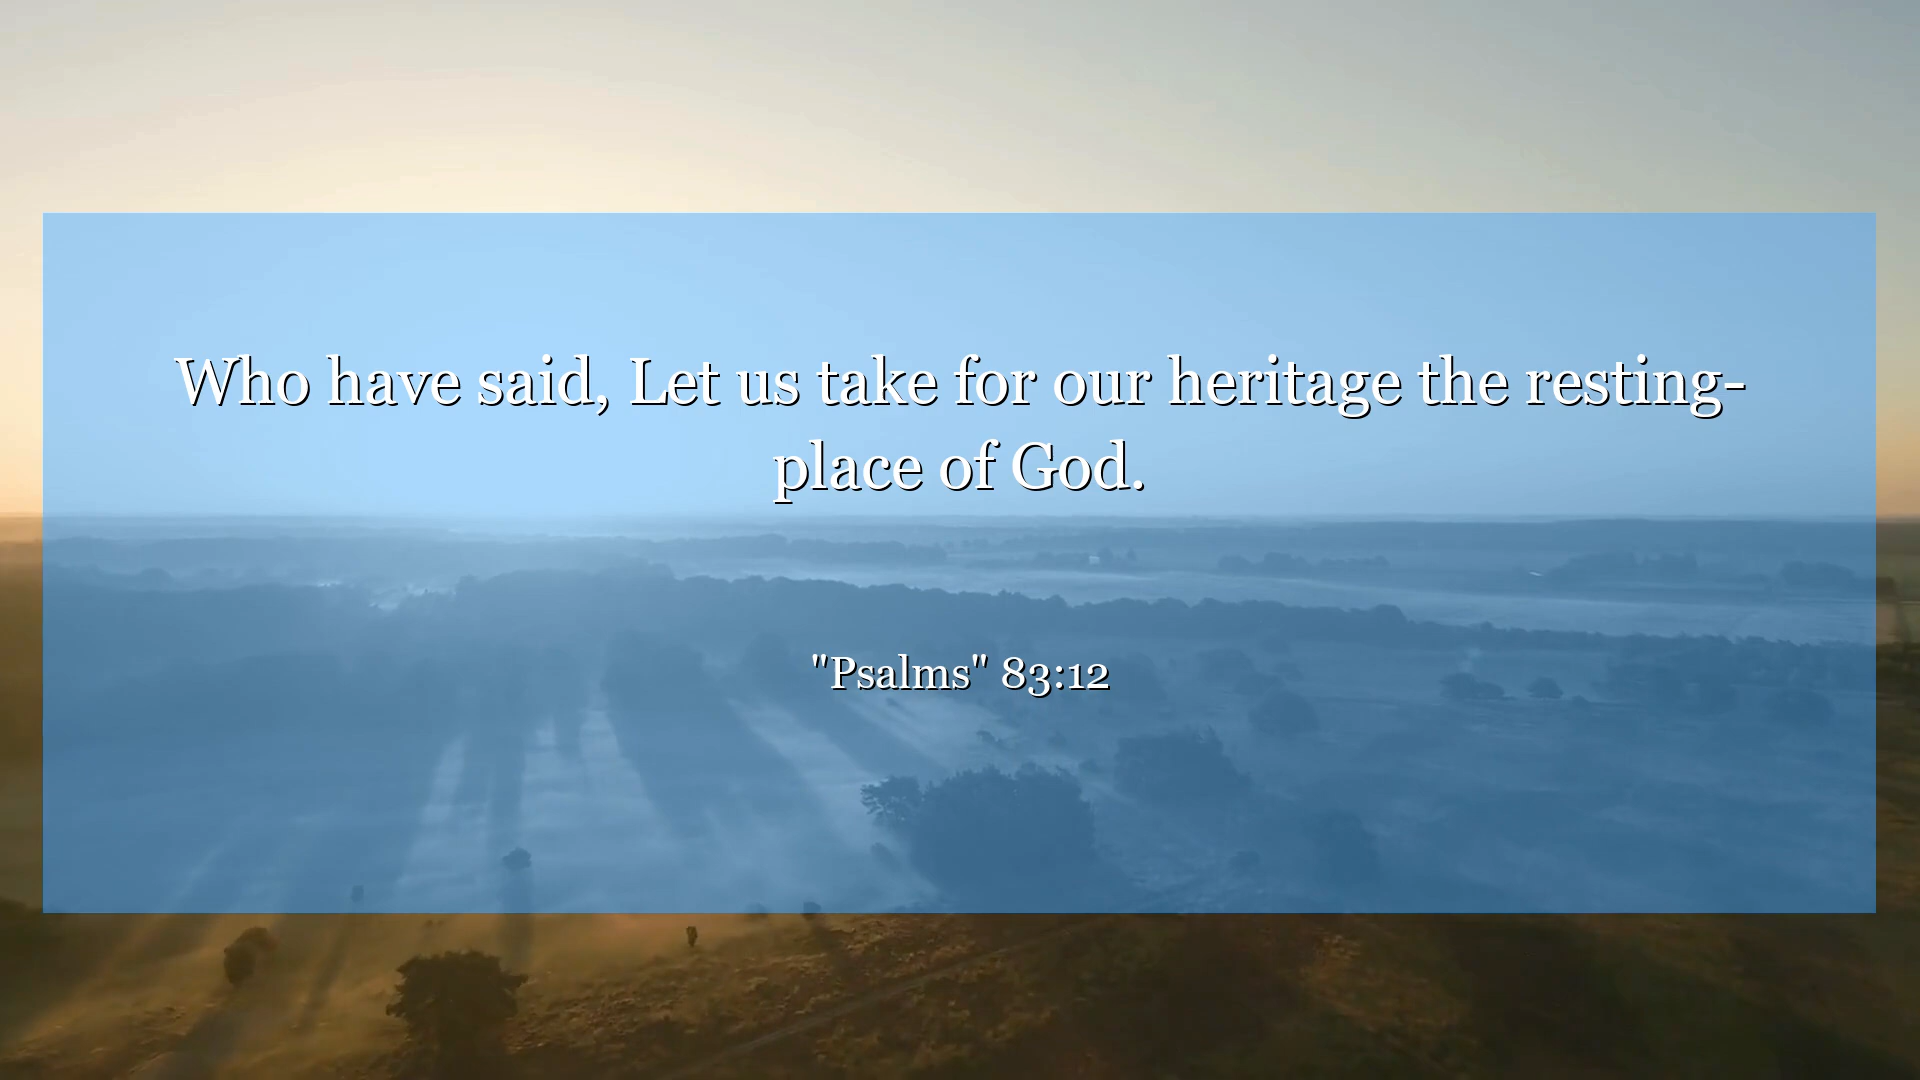 Who have said, Let us take for our heritage the resting-
place of God.
"Psalms" 83:12